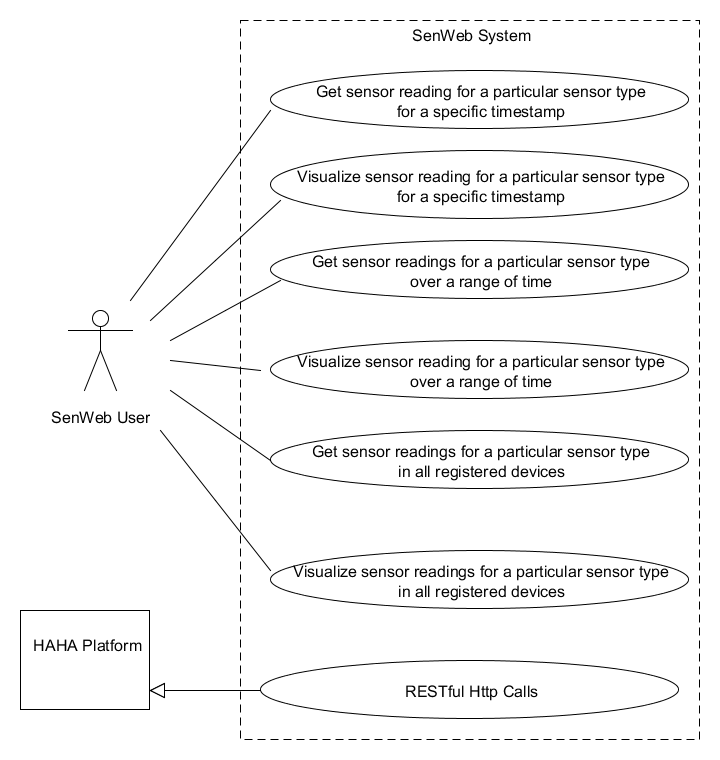 SenWeb System
Get sensor reading for a particular sensor type
for a specific timestamp
Visualize sensor reading for a particular sensor type
for a specific timestamp
Get sensor readings for a particular sensor type
over a range of time
Visualize sensor reading for a particular sensor type
over a range of time
SenWeb User
Get sensor readings for a particular sensor type
in all registered devices
Visualize sensor readings for a particular sensor type
in all registered devices
HAHA Platform
RESTful Http Calls